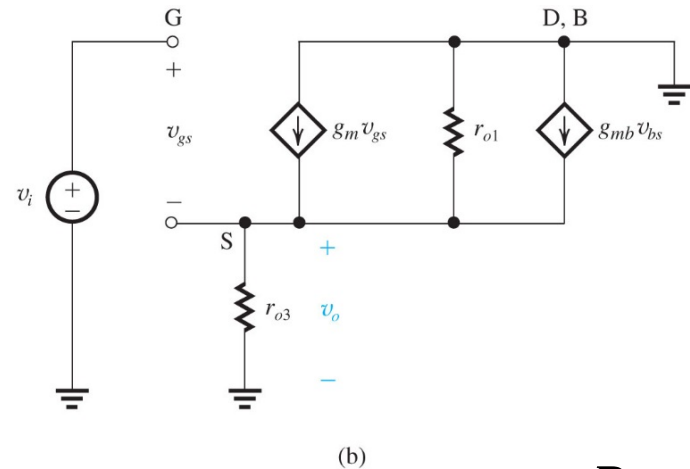 G
D, B
+
v_gs
g_m v_gs
r_o1
g_mb v_bs
v_i
+
−
−
S
+
r_o3
v_o
−
(b)